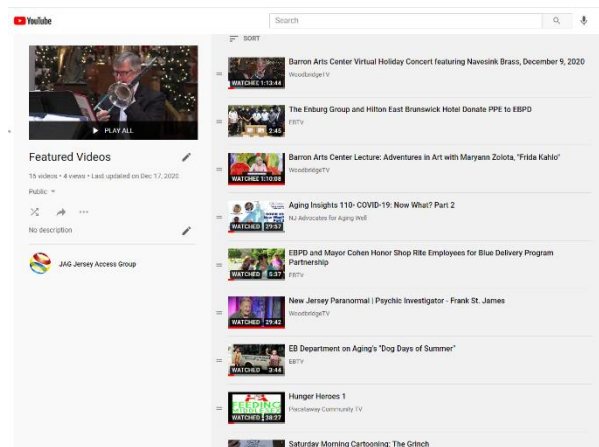 YouTube
Search
SORT
PLAY ALL
Featured Videos
16 videos • 4 views • Last updated on Dec 17, 2020
Public
No description
JAG Jersey Access Group
WATCHED 1:13:44
Barron Arts Center Virtual Holiday Concert featuring Navesink Brass, December 9, 2020
WoodbridgeTV
2:45
The Enburg Group and Hilton East Brunswick Hotel Donate PPE to EBPD
EBTV
WATCHED 1:10:08
Barron Arts Center Lecture: Adventures in Art with Maryann Zolota, "Frida Kahlo"
WoodbridgeTV
WATCHED 29:57
Aging Insights 110- COVID-19: Now What? Part 2
NJ Advocates for Aging Well
WATCHED 5:37
EBPD and Mayor Cohen Honor Shop Rite Employees for Blue Delivery Program
Partnership
EBTV
WATCHED 29:42
New Jersey Paranormal | Psychic Investigator - Frank St. James
WoodbridgeTV
WATCHED 2:44
EB Department on Aging's "Dog Days of Summer"
EBTV
FEEDING
MIDDLESEX
WATCHED 38:27
Hunger Heroes 1
Piscataway Community TV
Saturday Morning Cartooning: The Grinch